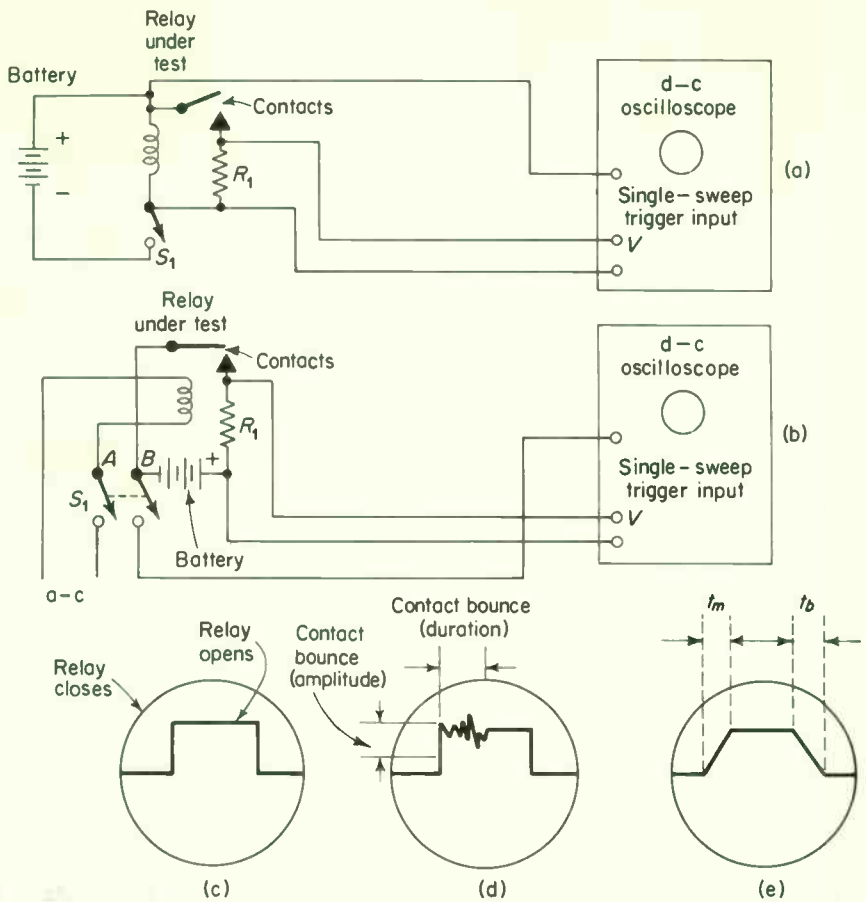 Relay
under
test
Battery
Contacts
+
−
R1
S1
d-c
oscilloscope
Single-sweep
trigger input
V
(a)
Relay
under test
Contacts
R1
A
B
+
S1
Battery
a-c
d-c
oscilloscope
Single-sweep
trigger input
V
(b)
Relay
closes
Relay
opens
(c)
Contact bounce
(duration)
Contact
bounce
(amplitude)
(d)
tm
tb
(e)